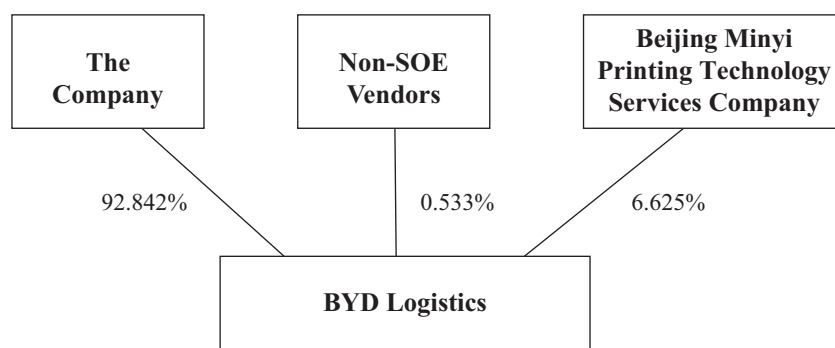 The
Company
Non-SOE
Vendors
Beijing Minyi
Printing Technology
Services Company
92.842%
0.533%
6.625%
BYD Logistics